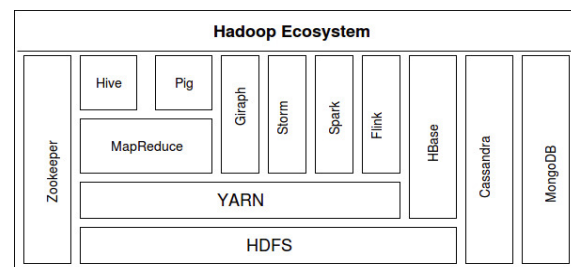 Hadoop Ecosystem
Zookeeper
Hive
Pig
MapReduce
Giraph
Storm
Spark
Flink
HBase
Cassandra
MongoDB
YARN
HDFS